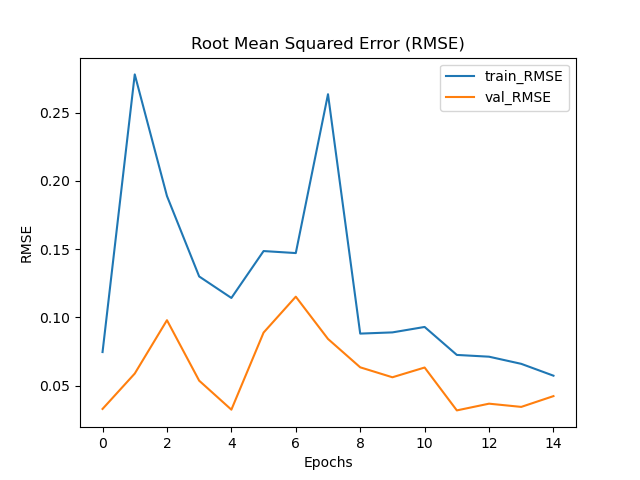 Root Mean Squared Error (RMSE)
train_RMSE
val_RMSE
0.25
0.20
0.15
0.10
0.05
RMSE
0 2 4 6 8 10 12 14
Epochs